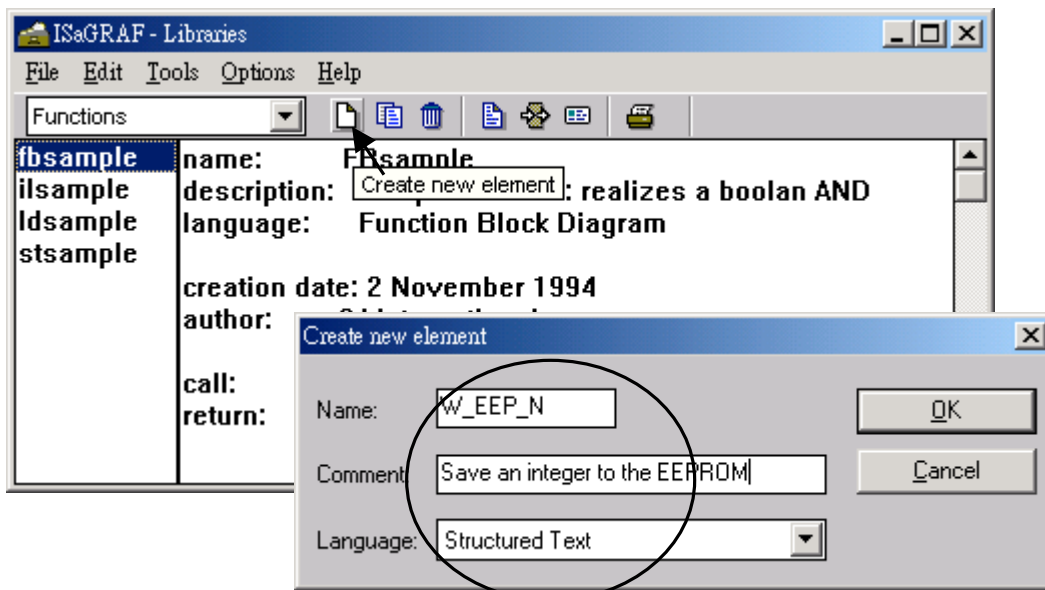 ISaGRAF - Libraries
File Edit Tools Options Help
Functions
fbsample
ilsample
ldsample
stsample
name: FBsample
Create new element
description: : realizes a boolan AND
language: Function Block Diagram
creation date: 2 November 1994
author:
call:
return:
Create new element
Name: W_EEP_N
OK
Comment: Save an integer to the EEPROM
Cancel
Language: Structured Text